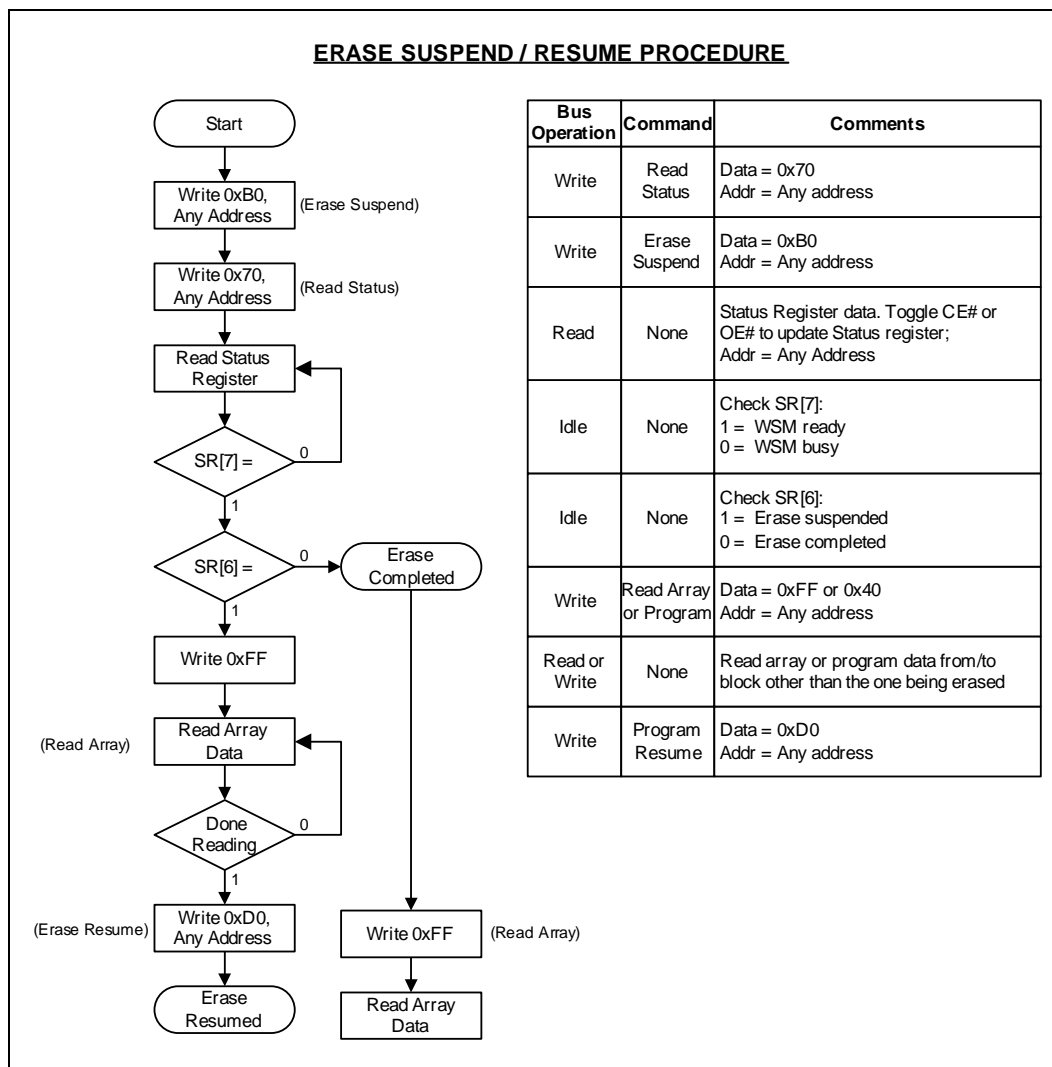 ERASE SUSPEND / RESUME PROCEDURE
Start
Write 0xB0,
Any Address
(Erase Suspend)
Write 0x70,
Any Address
(Read Status)
Read Status
Register
SR[7] =
0
1
SR[6] =
0
1
Erase
Completed
Write 0xFF
(Read Array)
Read Array
Data
Done
Reading
0
1
(Erase Resume)
Write 0xD0,
Any Address
Erase
Resumed
Write 0xFF
(Read Array)
Read Array
Data
Bus
Operation
Command
Comments
Write
Read
Status
Data = 0x70
Addr = Any address
Write
Erase
Suspend
Data = 0xB0
Addr = Any address
Read
None
Status Register data. Toggle CE# or
OE# to update Status register;
Addr = Any Address
Idle
None
Check SR[7]:
1 = WSM ready
0 = WSM busy
Idle
None
Check SR[6]:
1 = Erase suspended
0 = Erase completed
Write
Read Array
or Program
Data = 0xFF or 0x40
Addr = Any address
Read or
Write
None
Read array or program data from/to
block other than the one being erased
Write
Program
Resume
Data = 0xD0
Addr = Any address